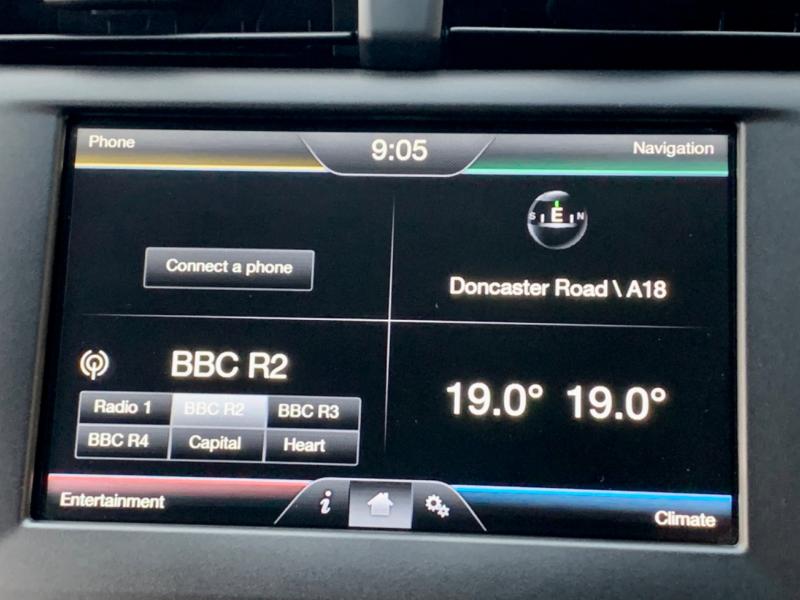 Phone 9:05 Navigation
S E N
Connect a phone
Doncaster Road \ A18
BBC R2
19.0° 19.0°
Radio 1 BBC R2 BBC R3
BBC R4 Capital Heart
Entertainment i Climate